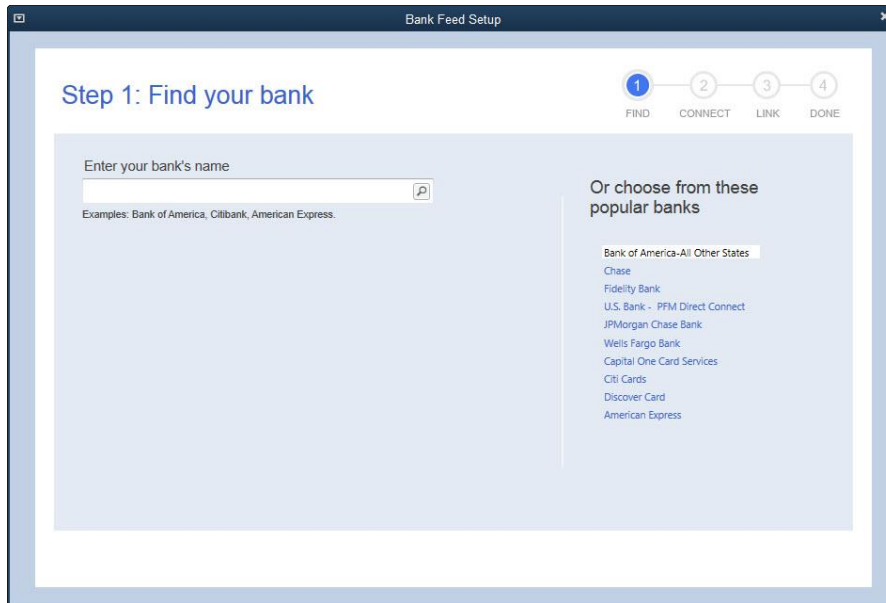 Bank Feed Setup
Step 1: Find your bank
1 2 3 4
FIND CONNECT LINK DONE
Enter your bank's name
Examples: Bank of America, Citibank, American Express.
Or choose from these
popular banks
Bank of America-All Other States
Chase
Fidelity Bank
U.S. Bank - PFM Direct Connect
JPMorgan Chase Bank
Wells Fargo Bank
Capital One Card Services
Citi Cards
Discover Card
American Express